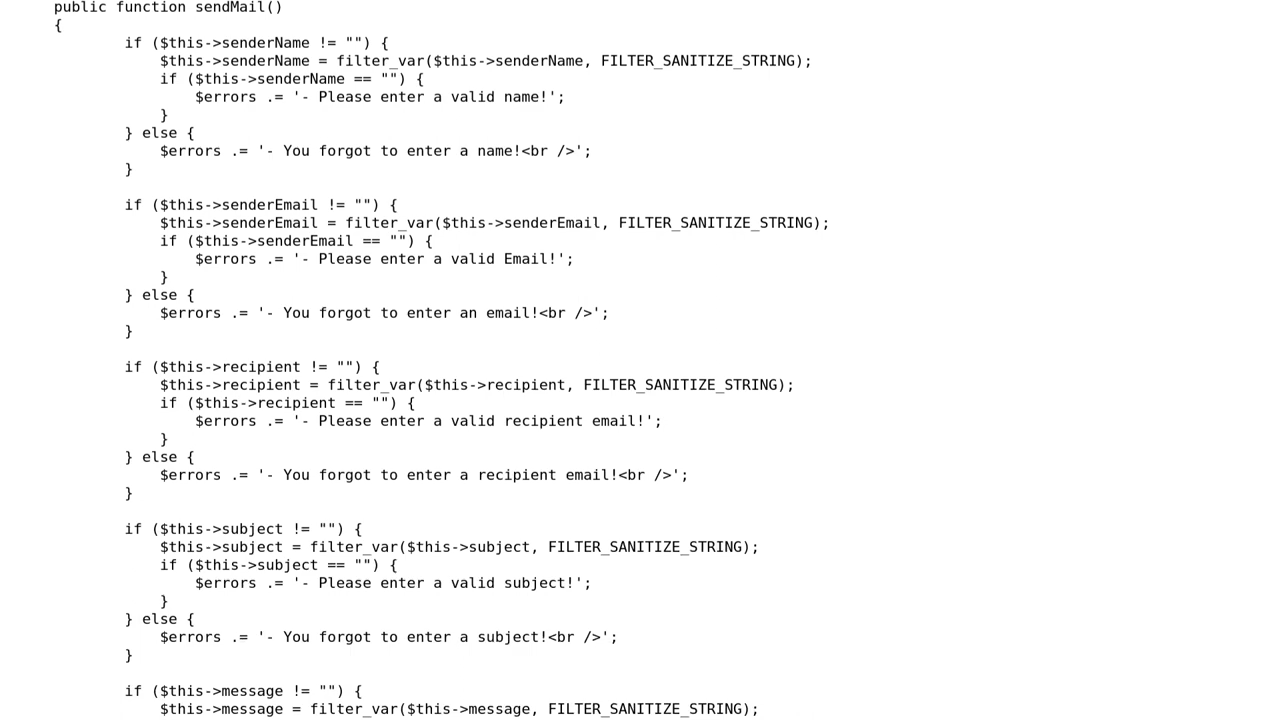 public function sendMail()
{
if ($this->senderName != "") {
$this->senderName = filter_var($this->senderName, FILTER_SANITIZE_STRING);
if ($this->senderName == "") {
$errors .= '- Please enter a valid name!';
}
} else {
$errors .= '- You forgot to enter a name!<br />';
}
if ($this->senderEmail != "") {
$this->senderEmail = filter_var($this->senderEmail, FILTER_SANITIZE_STRING);
if ($this->senderEmail == "") {
$errors .= '- Please enter a valid Email!';
}
} else {
$errors .= '- You forgot to enter an email!<br />';
}
if ($this->recipient != "") {
$this->recipient = filter_var($this->recipient, FILTER_SANITIZE_STRING);
if ($this->recipient == "") {
$errors .= '- Please enter a valid recipient email!';
}
} else {
$errors .= '- You forgot to enter a recipient email!<br />';
}
if ($this->subject != "") {
$this->subject = filter_var($this->subject, FILTER_SANITIZE_STRING);
if ($this->subject == "") {
$errors .= '- Please enter a valid subject!';
}
} else {
$errors .= '- You forgot to enter a subject!<br />';
}
if ($this->message != "") {
$this->message = filter_var($this->message, FILTER_SANITIZE_STRING);